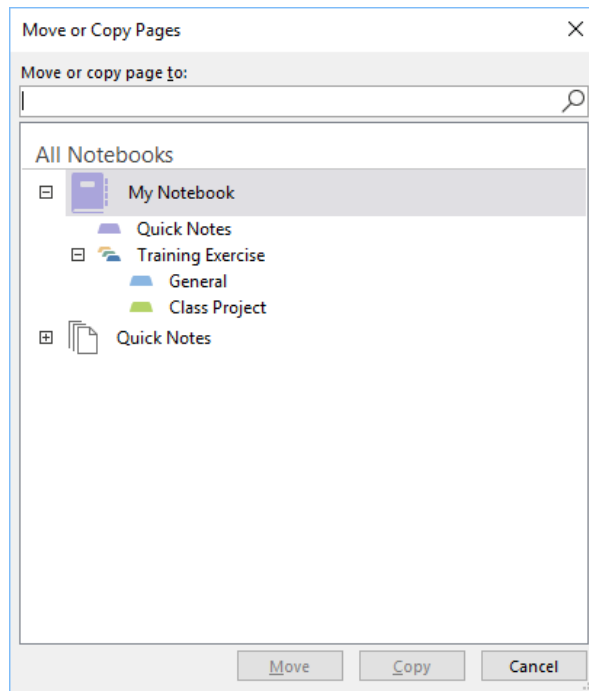 Move or Copy Pages
Move or copy page to:
All Notebooks
My Notebook
Quick Notes
Training Exercise
General
Class Project
Quick Notes
Move Copy Cancel